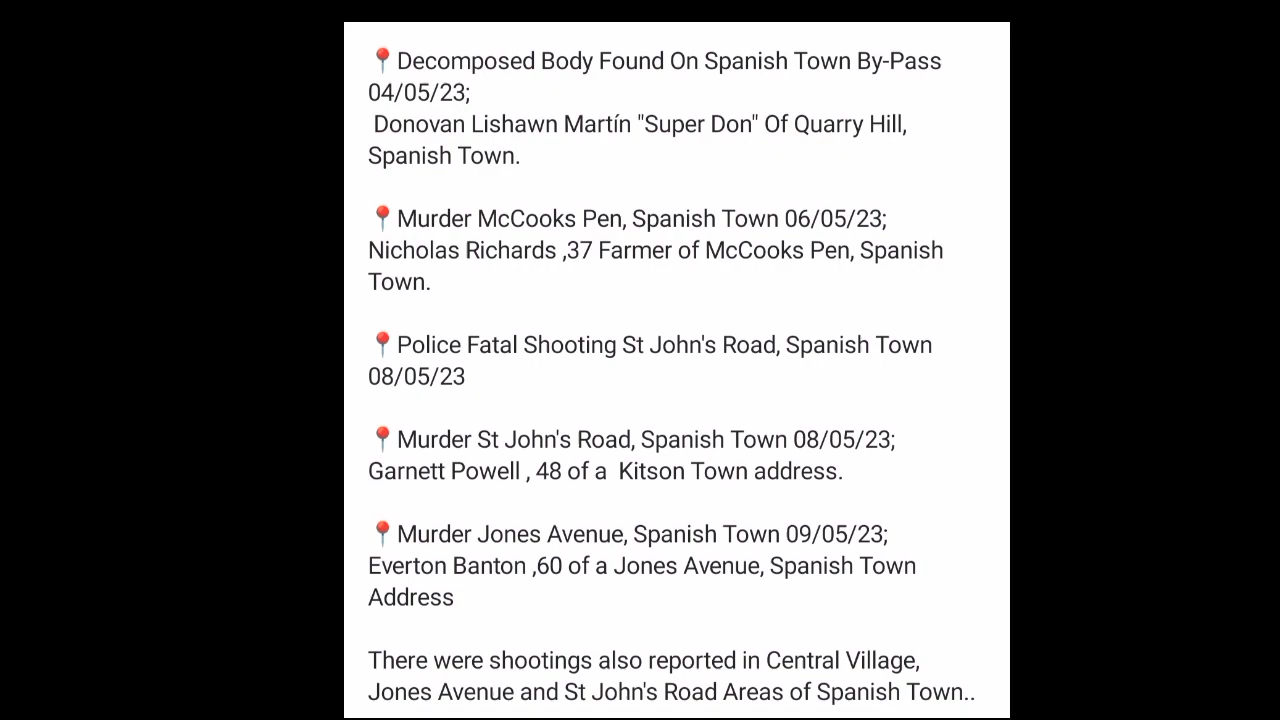 📍Decomposed Body Found On Spanish Town By-Pass
04/05/23;
Donovan Lishawn Martín "Super Don" Of Quarry Hill,
Spanish Town.
📍Murder McCooks Pen, Spanish Town 06/05/23;
Nicholas Richards ,37 Farmer of McCooks Pen, Spanish
Town.
📍Police Fatal Shooting St John's Road, Spanish Town
08/05/23
📍Murder St John's Road, Spanish Town 08/05/23;
Garnett Powell , 48 of a  Kitson Town address.
📍Murder Jones Avenue, Spanish Town 09/05/23;
Everton Banton ,60 of a Jones Avenue, Spanish Town
Address
There were shootings also reported in Central Village,
Jones Avenue and St John's Road Areas of Spanish Town..